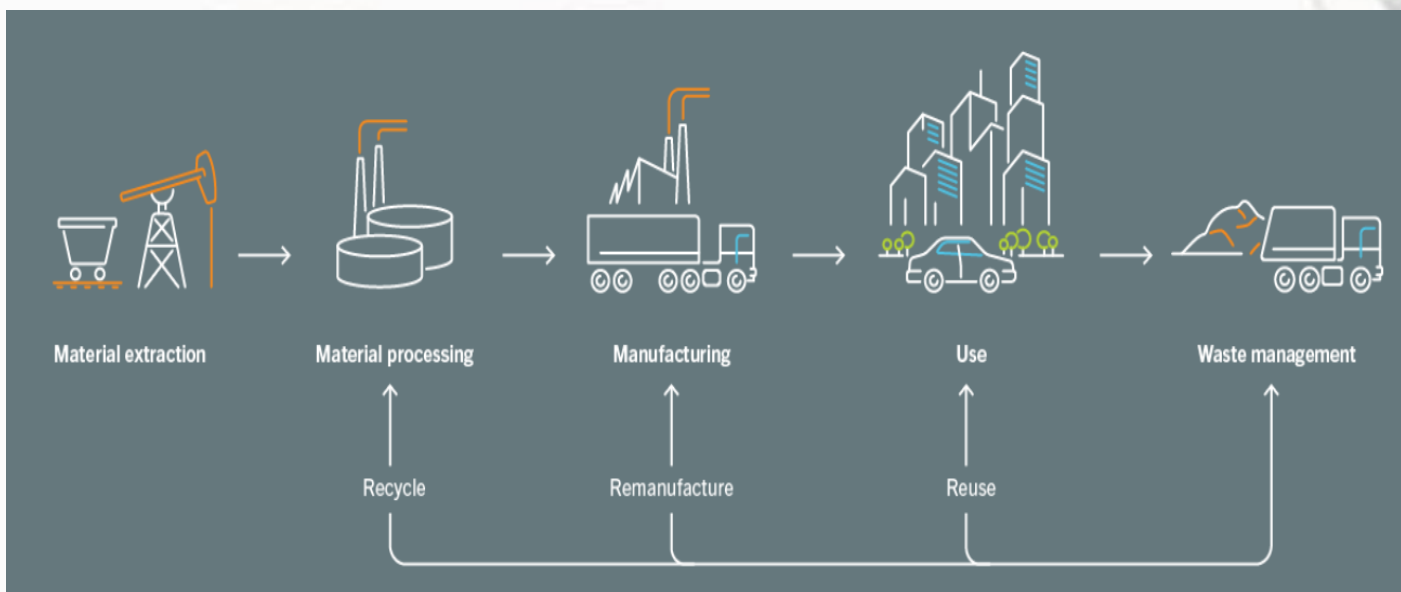 Material extraction
Material processing
Manufacturing
Use
Waste management
Recycle
Remanufacture
Reuse